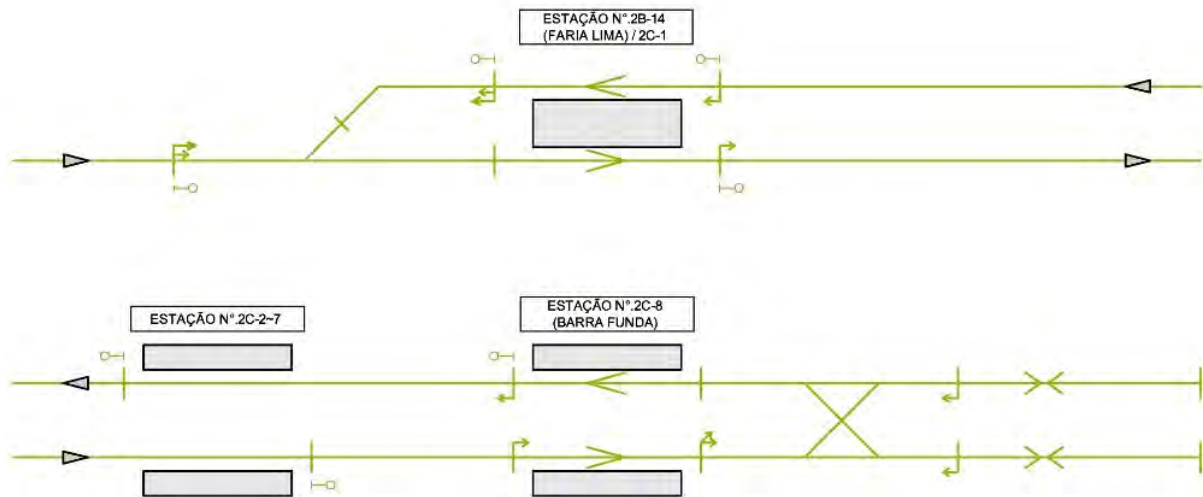 ESTAÇÃO N°.2B-14
(FARIA LIMA) / 2C-1
ESTAÇÃO N°.2C-2~7
ESTAÇÃO N°.2C-8
(BARRA FUNDA)